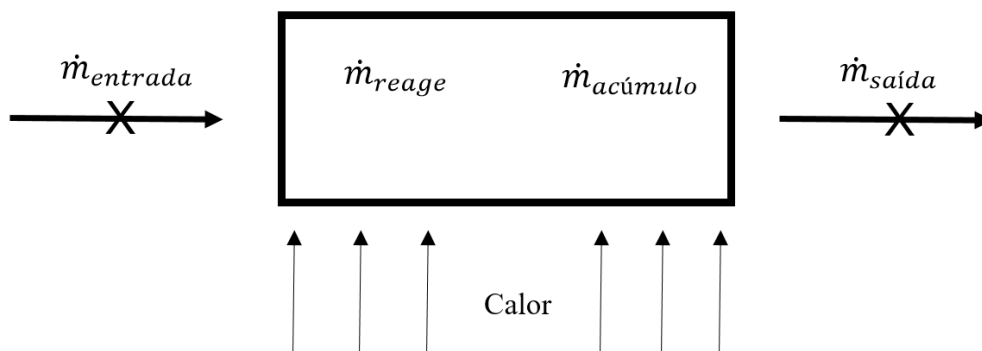 ṁ_entrada
ṁ_reage
ṁ_acúmulo
ṁ_saída
Calor